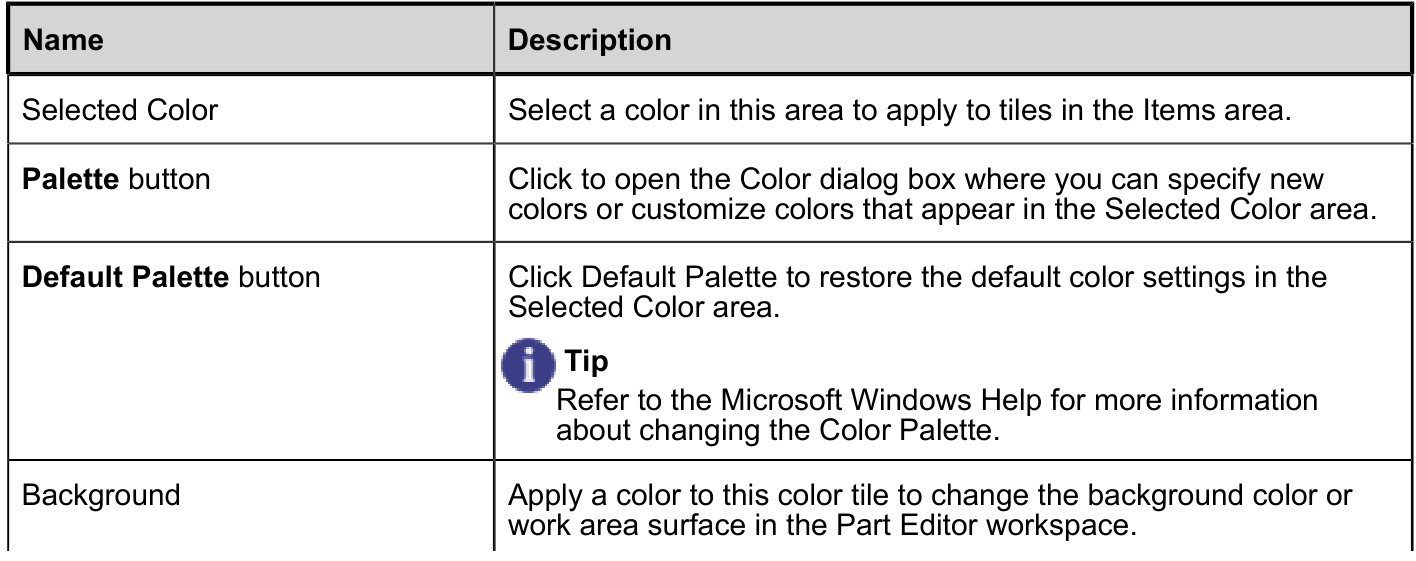 Name Description
Selected Color Select a color in this area to apply to tiles in the Items area.
Palette button Click to open the Color dialog box where you can specify new
colors or customize colors that appear in the Selected Color area.
Default Palette button Click Default Palette to restore the default color settings in the
Selected Color area.
i Tip
Refer to the Microsoft Windows Help for more information
about changing the Color Palette.
Background Apply a color to this color tile to change the background color or
work area surface in the Part Editor workspace.